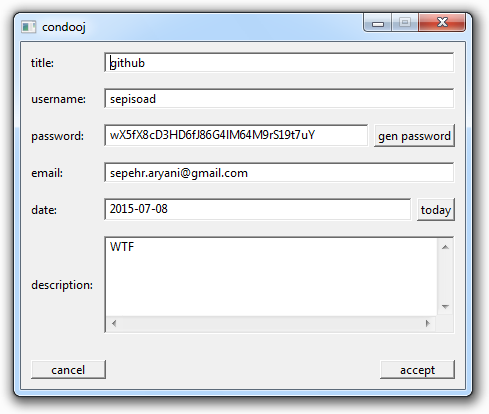 condooj
title: github
username: sepisoad
password: wX5fX8cD3HD6fJ86G4IM64M9rS19t7uY gen password
email: sepehr.aryani@gmail.com
date: 2015-07-08 today
description: WTF
cancel accept